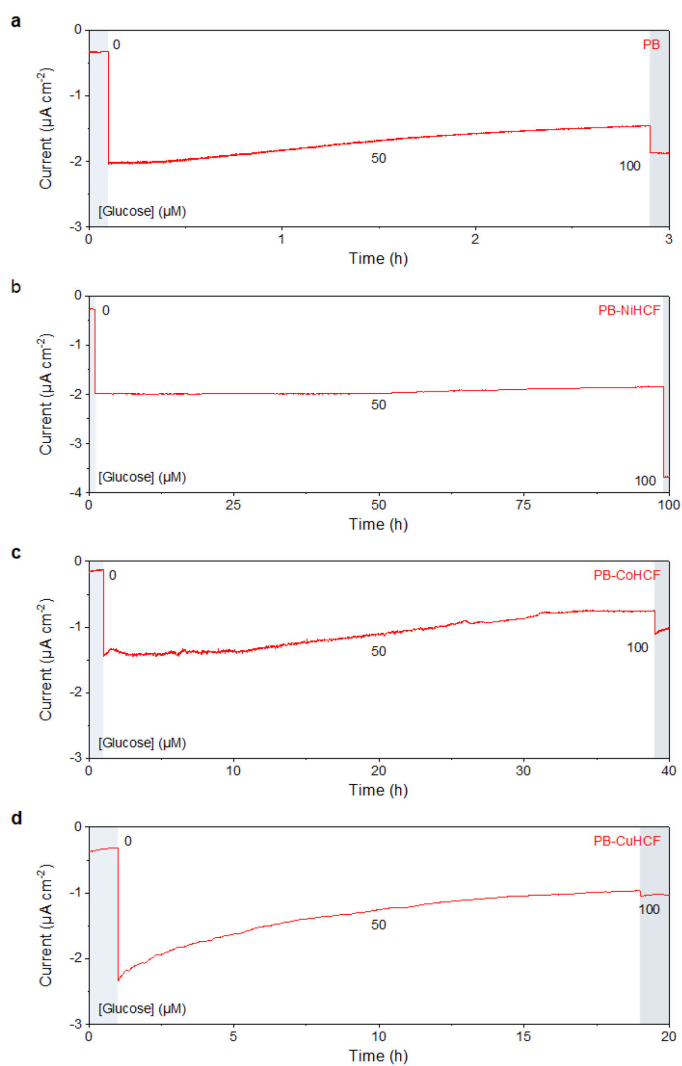 a
0
PB
50
100
[Glucose] (µM)
Current (µA cm-2)
0
-1
-2
-3
0 1 2 3
Time (h)
b
0
PB-NiHCF
50
100
[Glucose] (µM)
Current (µA cm-2)
0
-1
-2
-3
-4
0 25 50 75 100
Time (h)
c
0
PB-CoHCF
50
100
[Glucose] (µM)
Current (µA cm-2)
0
-1
-2
-3
0 10 20 30 40
Time (h)
d
0
PB-CuHCF
50
100
[Glucose] (µM)
Current (µA cm-2)
0
-1
-2
-3
0 5 10 15 20
Time (h)